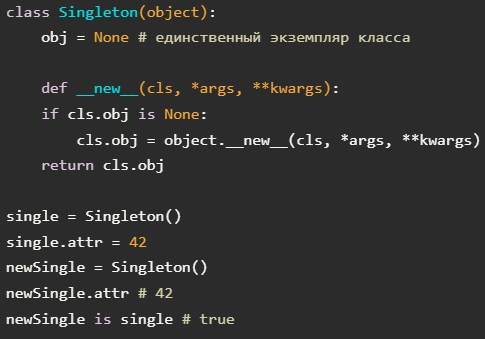 class Singleton(object):
    obj = None # единственный экземпляр класса

    def __new__(cls, *args, **kwargs):
    if cls.obj is None:
        cls.obj = object.__new__(cls, *args, **kwargs)
    return cls.obj

single = Singleton()
single.attr = 42
newSingle = Singleton()
newSingle.attr # 42
newSingle is single # true